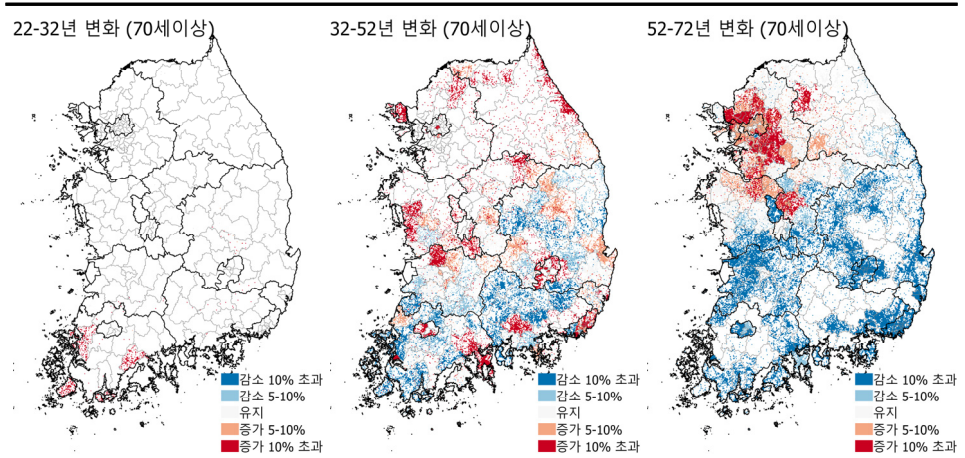 22-32년 변화 (70세이상)
32-52년 변화 (70세이상)
52-72년 변화 (70세이상)
감소 10% 초과
감소 5-10%
유지
증가 5-10%
증가 10% 초과
감소 10% 초과
감소 5-10%
유지
증가 5-10%
증가 10% 초과
감소 10% 초과
감소 5-10%
유지
증가 5-10%
증가 10% 초과